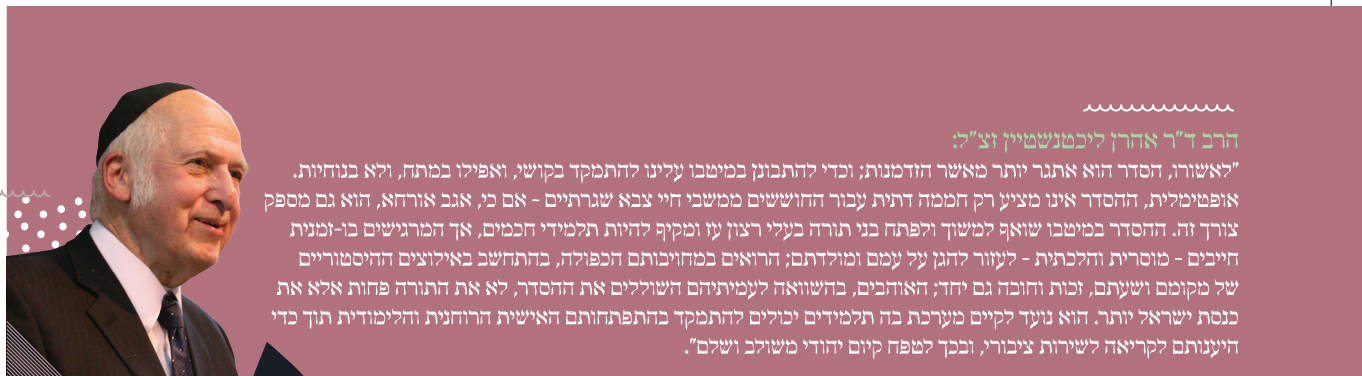 הרב ד"ר אהרן ליכטנשטיין זצ"ל:
"לאשורו, הסדר הוא אתגר יותר מאשר הזדמנות; וכדי להתבונן במיטבו עלינו להתמקד בקושי, ואפילו במתח, ולא בנוחיות.
אופטימלית, ההסדר אינו מציע רק חממה דתית עבור החוששים ממשבי חיי צבא שגרתיים - אם כי, אגב אורחא, הוא גם מספק
צורך זה. ההסדר במיטבו שואף למשוך ולפתח בני תורה בעלי רצון עז ומקיף להיות תלמידי חכמים, אך המרגישים בו-זמנית
חייבים - מוסרית והלכתית - לעזור להגן על עמם ומולדתם; הרואים במחויבותם הכפולה, בהתחשב באילוצים ההיסטוריים
של מקומם ושעתם, זכות וחובה גם יחד; האוהבים, בהשוואה לעמיתיהם השוללים את ההסדר, לא את התורה פחות אלא את
כנסת ישראל יותר. הוא נועד לקיים מערכת בה תלמידים יכולים להתמקד בהתפתחותם האישית הרוחנית והלימודית תוך כדי
היענותם לקריאה לשירות ציבורי, ובכך לטפח קיום יהודי משולב ושלם".